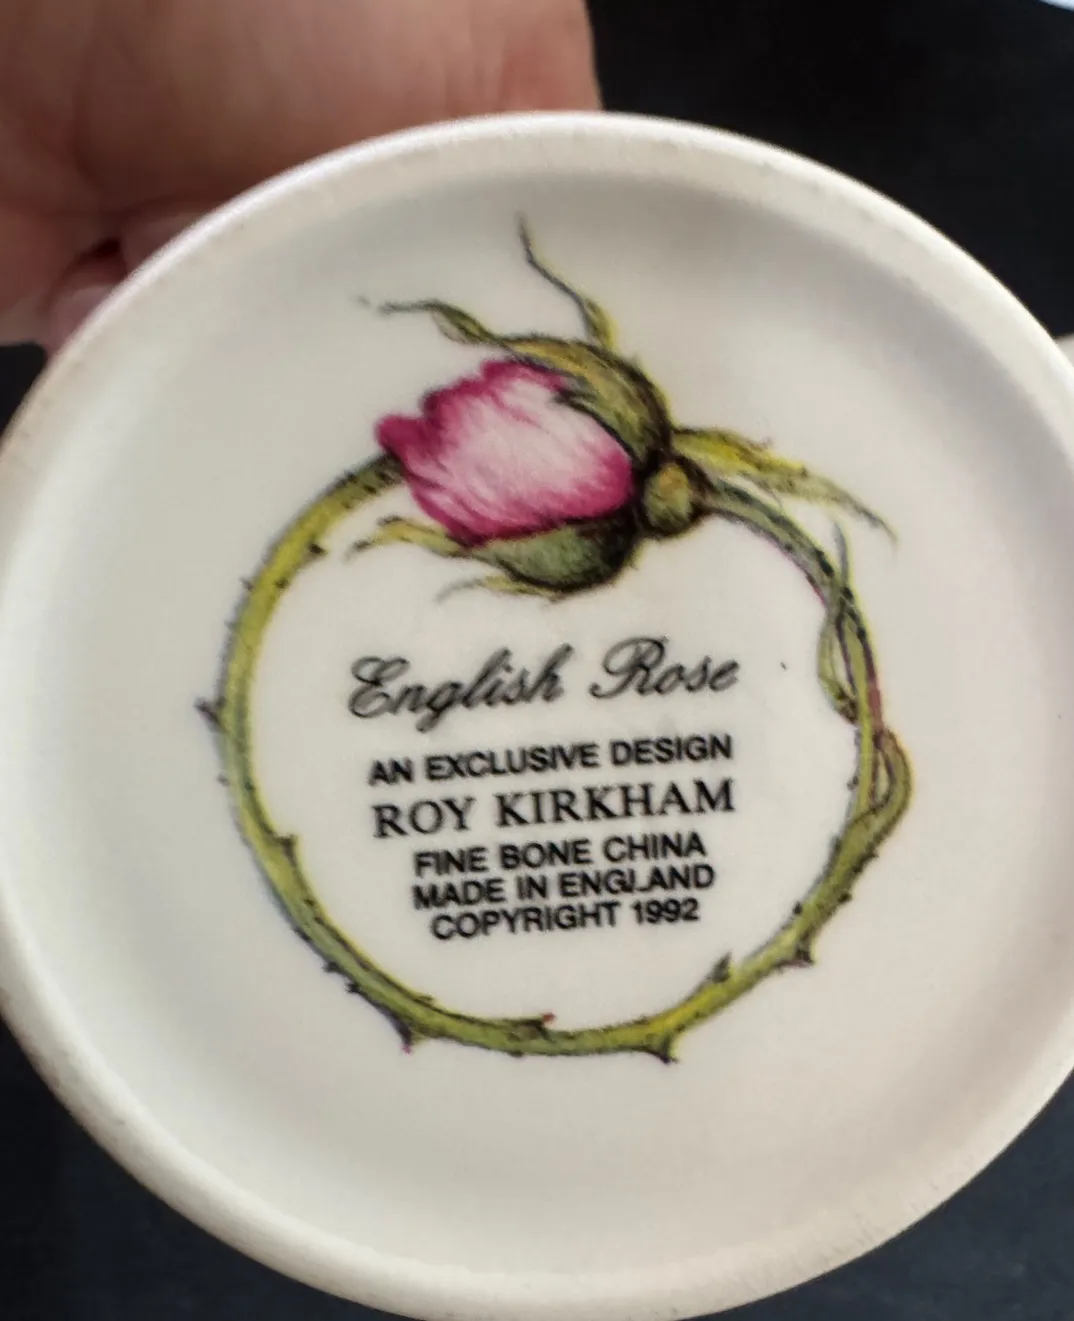 English Rose
AN EXCLUSIVE DESIGN
ROY KIRKHAM
FINE BONE CHINA
MADE IN ENGLAND
COPYRIGHT 1992